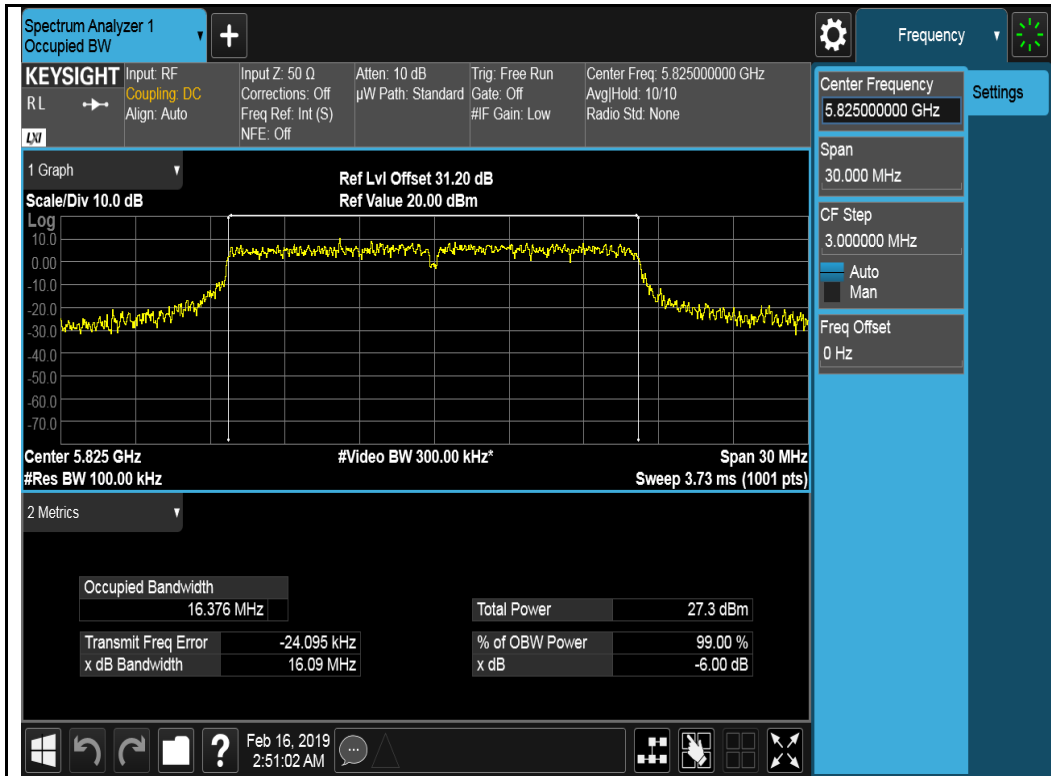 Spectrum Analyzer 1
Occupied BW
+
Frequency
KEYSIGHT
R L
LXI
Input: RF
Coupling: DC
Align: Auto
Input Z: 50 Ω
Corrections: Off
Freq Ref: Int (S)
NFE: Off
Atten: 10 dB
µW Path: Standard
Trig: Free Run
Gate: Off
#IF Gain: Low
Center Freq: 5.825000000 GHz
Avg|Hold: 10/10
Radio Std: None
Center Frequency
5.825000000 GHz
Settings
Span
30.000 MHz
CF Step
3.000000 MHz
Auto
Man
Freq Offset
0 Hz
1 Graph
Scale/Div 10.0 dB
Ref Lvl Offset 31.20 dB
Ref Value 20.00 dBm
Log
10.0
0.00
-10.0
-20.0
-30.0
-40.0
-50.0
-60.0
-70.0
Center 5.825 GHz
#Video BW 300.00 kHz*
Span 30 MHz
#Res BW 100.00 kHz
Sweep 3.73 ms (1001 pts)
2 Metrics
Occupied Bandwidth
16.376 MHz
Total Power 27.3 dBm
Transmit Freq Error -24.095 kHz
% of OBW Power 99.00 %
x dB Bandwidth 16.09 MHz
x dB -6.00 dB
?
Feb 16, 2019
2:51:02 AM